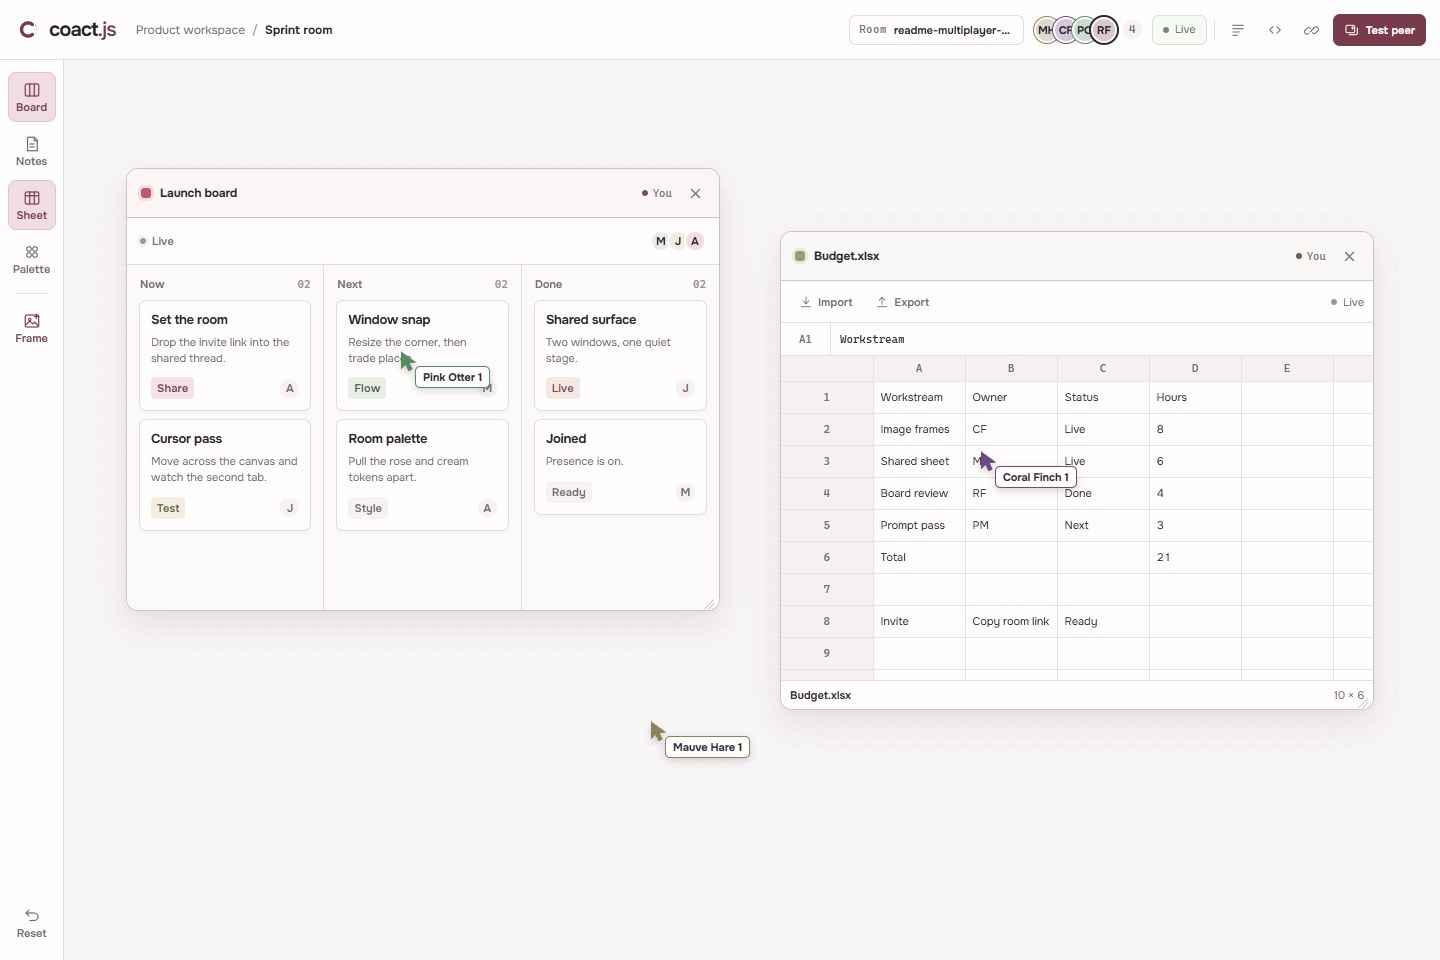 coact.js
Product workspace / Sprint room
Room readme-multiplayer-...
CF
RF
4
Live
Test peer
Board
Notes
Sheet
Palette
Frame
Reset
Launch board
You
Live
M J A
Now 02
Set the room
Drop the invite link into the
shared thread.
Share A
Cursor pass
Move across the canvas and
watch the second tab.
Test J
Next 02
Window snap
Resize the corner, then
trade
Flow M
Pink Otter 1
Room palette
Pull the rose and cream
tokens apart.
Style A
Done 02
Shared surface
Two windows, one quiet
stage.
Live J
Joined
Presence is on.
Ready M
Mauve Hare 1
Budget.xlsx
You
Import Export Live
A1 Workstream
A B C D E
1 Workstream Owner Status Hours
2 Image frames CF Live 8
3 Shared sheet Live 6
Coral Finch 1
4 Board review RF Done 4
5 Prompt pass PM Next 3
6 Total 21
7
8 Invite Copy room link Ready
9
Budget.xlsx 10 × 6